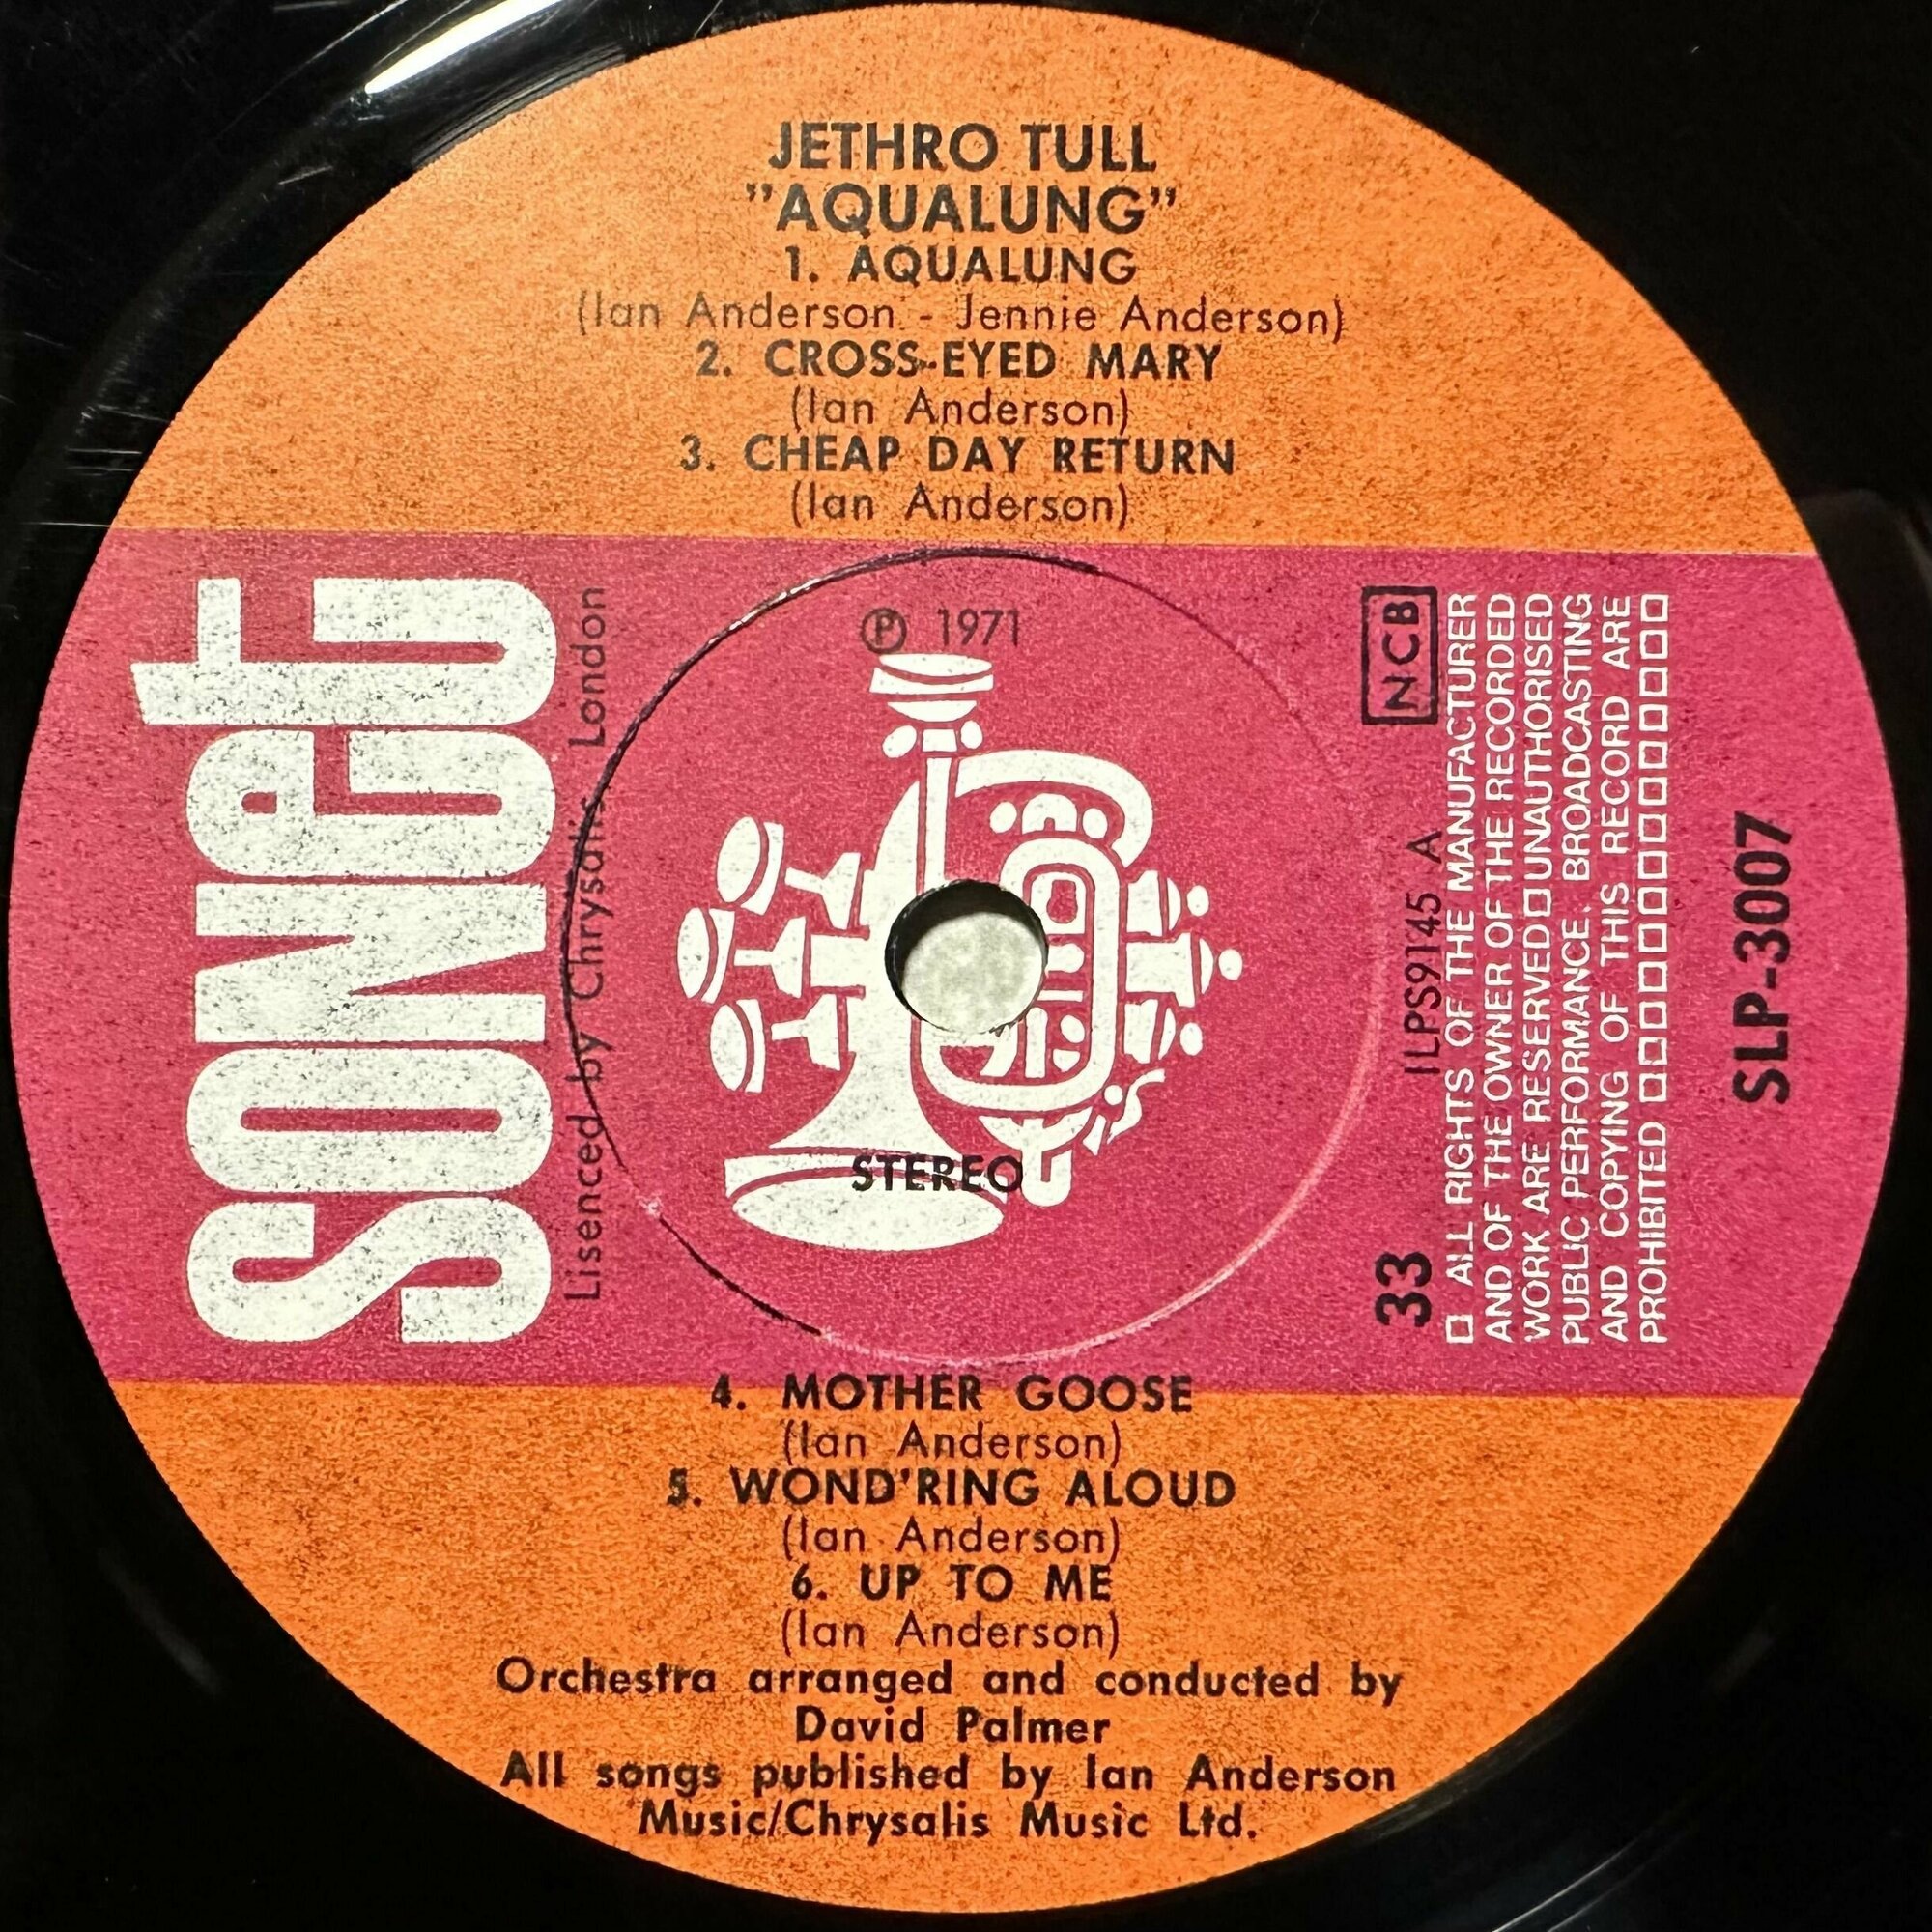 JETHRO TULL
"AQUALUNG"
1. AQUALUNG
(Ian Anderson - Jennie Anderson)
2. CROSS-EYED MARY
(Ian Anderson)
3. CHEAP DAY RETURN
(Ian Anderson)
SONET
Lisenced by Chrysalis, London
Ⓟ 1971
STEREO
NCB
ILPS9145 A
33
□ ALL RIGHTS OF THE MANUFACTURER
AND OF THE OWNER OF THE RECORDED
WORK ARE RESERVED□UNAUTHORISED
PUBLIC PERFORMANCE, BROADCASTING
AND COPYING OF THIS RECORD ARE
PROHIBITED □□□□□□□□□□□□□
SLP-3007
4. MOTHER GOOSE
(Ian Anderson)
5. WOND'RING ALOUD
(Ian Anderson)
6. UP TO ME
(Ian Anderson)
Orchestra arranged and conducted by
David Palmer
All songs published by Ian Anderson
Music/Chrysalis Music Ltd.